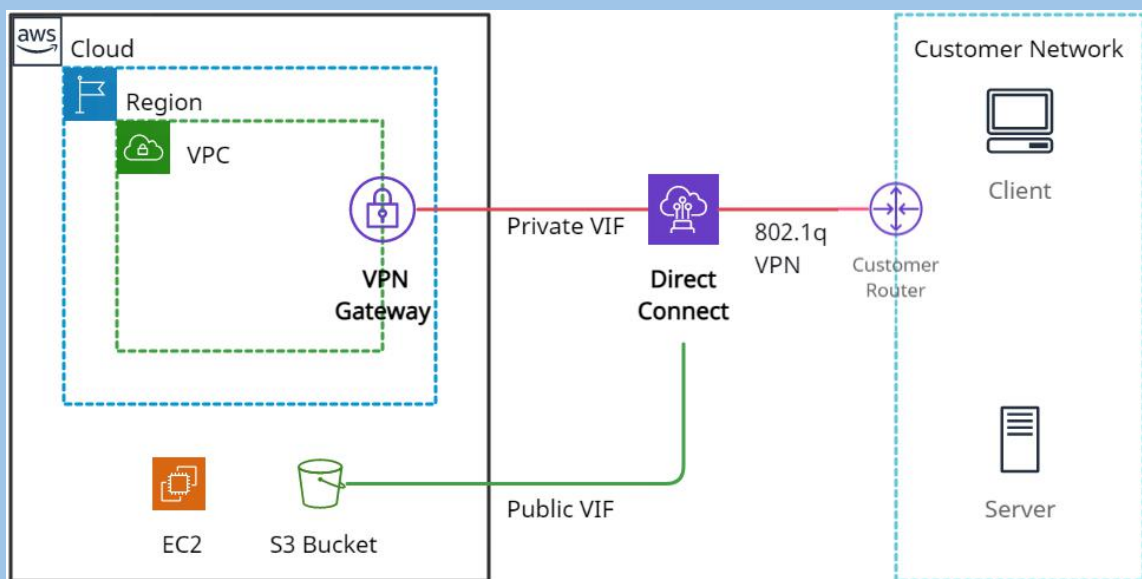 aws
Cloud
Region
VPC
VPN
Gateway
Private VIF
Direct
Connect
802.1q
VPN
Customer
Router
Customer Network
Client
Server
EC2
S3 Bucket
Public VIF